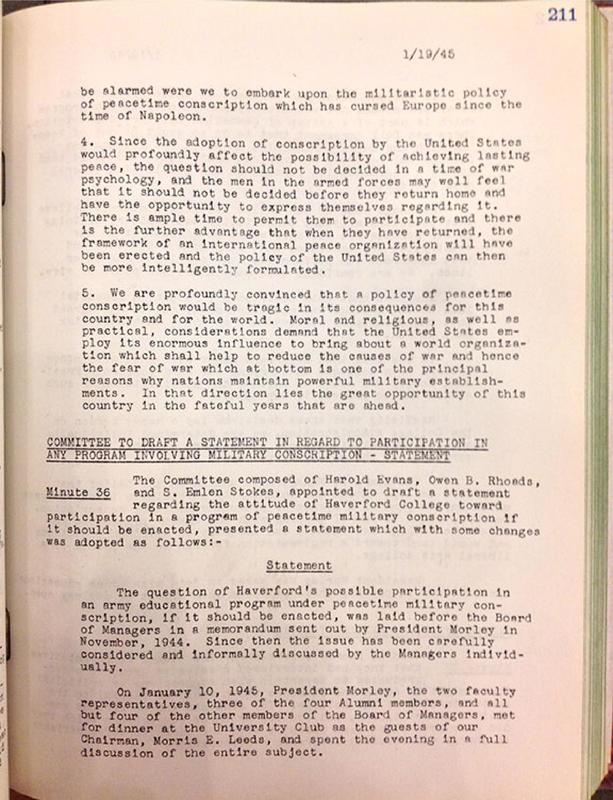 211
1/19/45
be alarmed were we to embark upon the militaristic policy
of peacetime conscription which has cursed Europe since the
time of Napoleon.
4. Since the adoption of conscription by the United States
would profoundly affect the possibility of achieving lasting
peace, the question should not be decided in a time of war
psychology, and the men in the armed forces may well feel
that it should not be decided before they return home and
have the opportunity to express themselves regarding it.
There is ample time to permit them to participate and there
is the further advantage that when they have returned, the
framework of an international peace organization will have
been erected and the policy of the United States can then
be more intelligently formulated.
5. We are profoundly convinced that a policy of peacetime
conscription would be tragic in its consequences for this
country and for the world. Moral and religious, as well as
practical, considerations demand that the United States em-
ploy its enormous influence to bring about a world organiza-
tion which shall help to reduce the causes of war and hence
the fear of war which at bottom is one of the principal
reasons why nations maintain powerful military establish-
ments. In that direction lies the great opportunity of this
country in the fateful years that are ahead.
COMMITTEE TO DRAFT A STATEMENT IN REGARD TO PARTICIPATION IN
ANY PROGRAM INVOLVING MILITARY CONSCRIPTION - STATEMENT
The Committee composed of Harold Evans, Owen B. Rhoads,
Minute 36 and S. Emlen Stokes, appointed to draft a statement
regarding the attitude of Haverford College toward
participation in a program of peacetime military conscription if
it should be enacted, presented a statement which with some changes
was adopted as follows:-
Statement
The question of Haverford's possible participation in
an army educational program under peacetime military con-
scription, if it should be enacted, was laid before the Board
of Managers in a memorandum sent out by President Morley in
November, 1944. Since then the issue has been carefully
considered and informally discussed by the Managers individ-
ually.
On January 10, 1945, President Morley, the two faculty
representatives, three of the four Alumni members, and all
but four of the other members of the Board of Managers, met
for dinner at the University Club as the guests of our
Chairman, Morris E. Leeds, and spent the evening in a full
discussion of the entire subject.